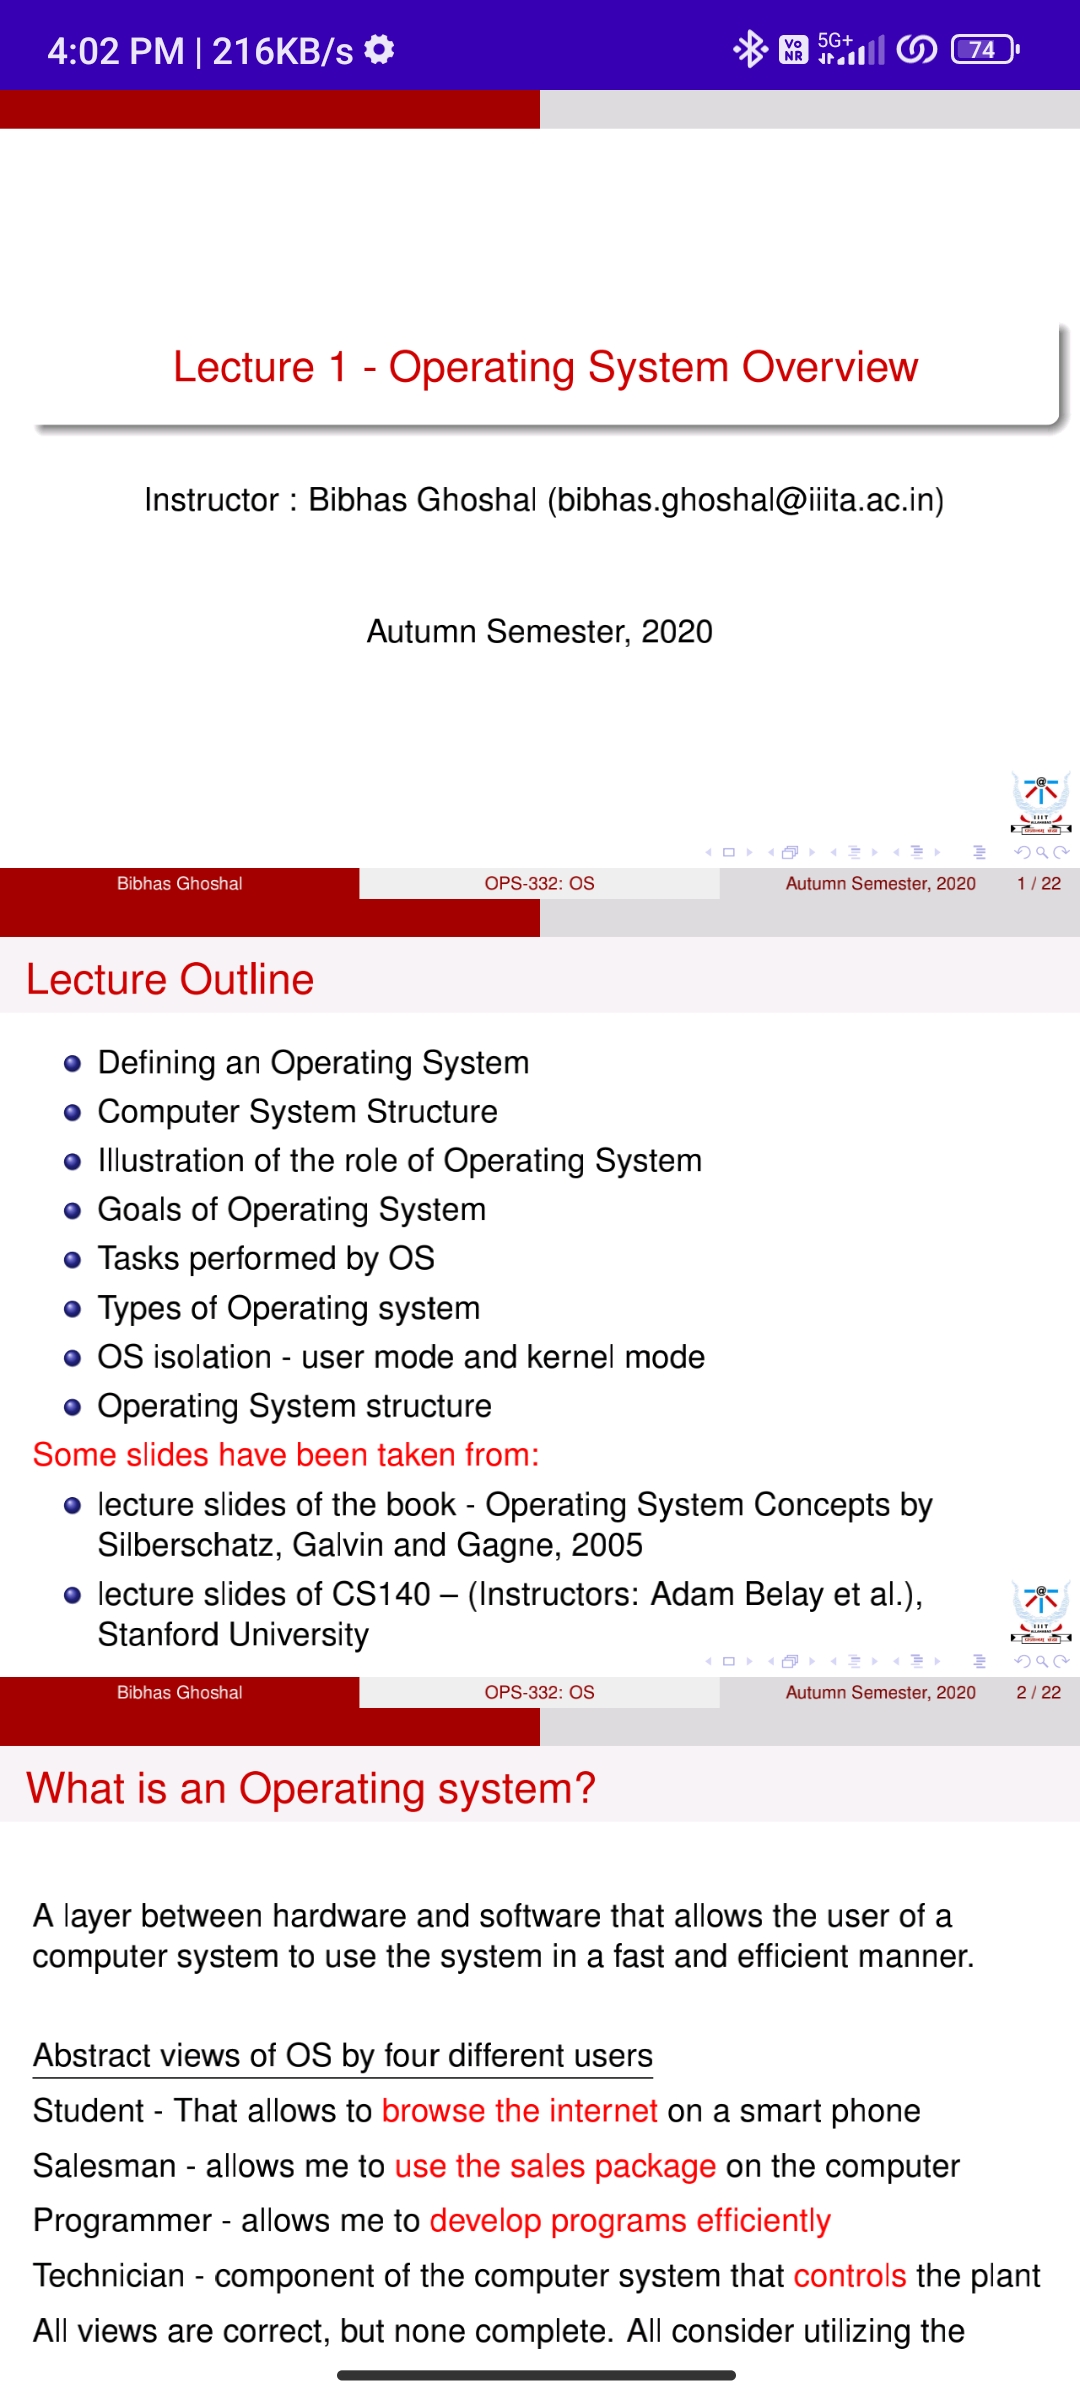 4:02 PM | 216KB/s
Vo NR 5G+ 74
Lecture 1 - Operating System Overview
Instructor : Bibhas Ghoshal (bibhas.ghoshal@iiita.ac.in)
Autumn Semester, 2020
Bibhas Ghoshal OPS-332: OS Autumn Semester, 2020 1 / 22
Lecture Outline
Defining an Operating System
Computer System Structure
Illustration of the role of Operating System
Goals of Operating System
Tasks performed by OS
Types of Operating system
OS isolation - user mode and kernel mode
Operating System structure
Some slides have been taken from:
lecture slides of the book - Operating System Concepts by
Silberschatz, Galvin and Gagne, 2005
lecture slides of CS140 – (Instructors: Adam Belay et al.),
Stanford University
Bibhas Ghoshal OPS-332: OS Autumn Semester, 2020 2 / 22
What is an Operating system?
A layer between hardware and software that allows the user of a
computer system to use the system in a fast and efficient manner.
Abstract views of OS by four different users
Student - That allows to browse the internet on a smart phone
Salesman - allows me to use the sales package on the computer
Programmer - allows me to develop programs efficiently
Technician - component of the computer system that controls the plant
All views are correct, but none complete. All consider utilizing the